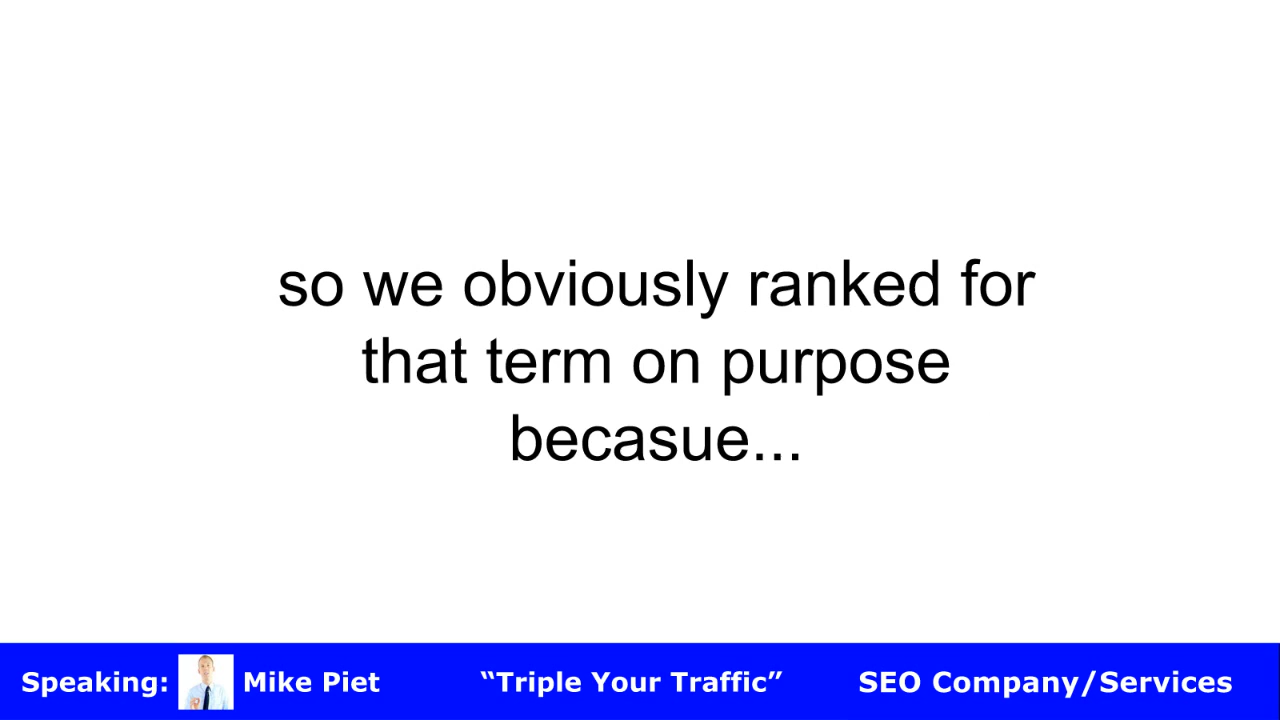 so we obviously ranked for
that term on purpose
becasue...
Speaking: Mike Piet “Triple Your Traffic” SEO Company/Services